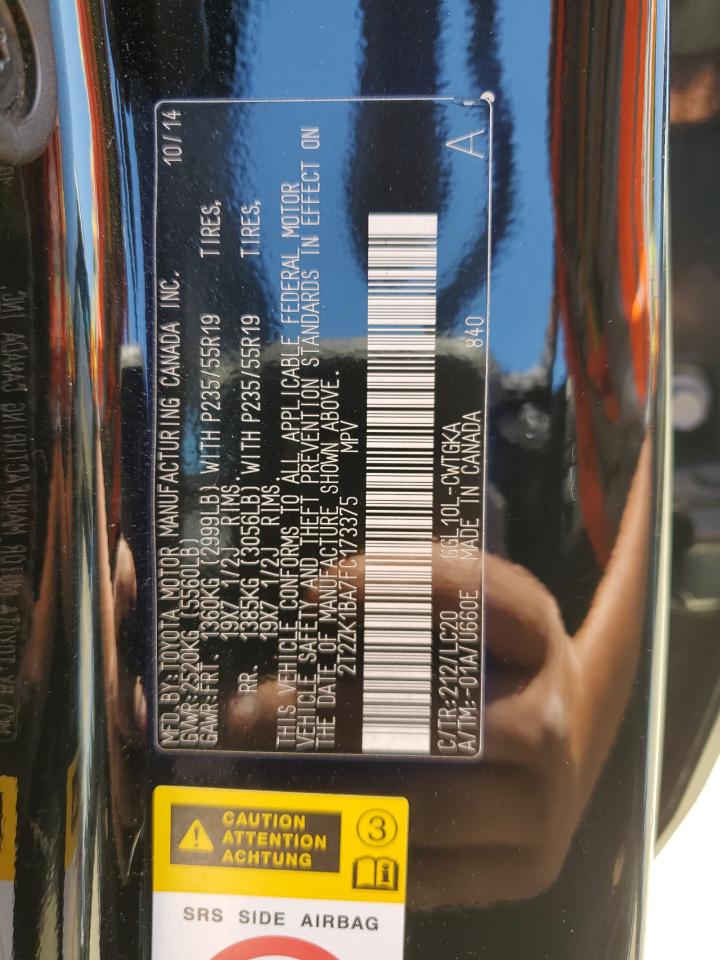 MFD. BY: TOYOTA MOTOR MANUFACTURING CANADA INC. 10/14
GVWR: 2520KG (5560LB)
GAWR: FRT. 1360KG (2999LB) WITH P235/55R19 TIRES,
19X7 1/2J RIMS.
RR. 1385KG (3056LB) WITH P235/55R19 TIRES,
19X7 1/2J RIMS.
THIS VEHICLE CONFORMS TO ALL APPLICABLE FEDERAL MOTOR
VEHICLE SAFETY AND THEFT PREVENTION STANDARDS IN EFFECT ON
THE DATE OF MANUFACTURE SHOWN ABOVE.
2T2ZK1BA7FC173375 MPV
A
C/TR: 212/LC20 GGL10L-CWTGKA 840
A/TM: -01A/U660E MADE IN CANADA
CAUTION
ATTENTION
ACHTUNG
3
SRS SIDE AIRBAG